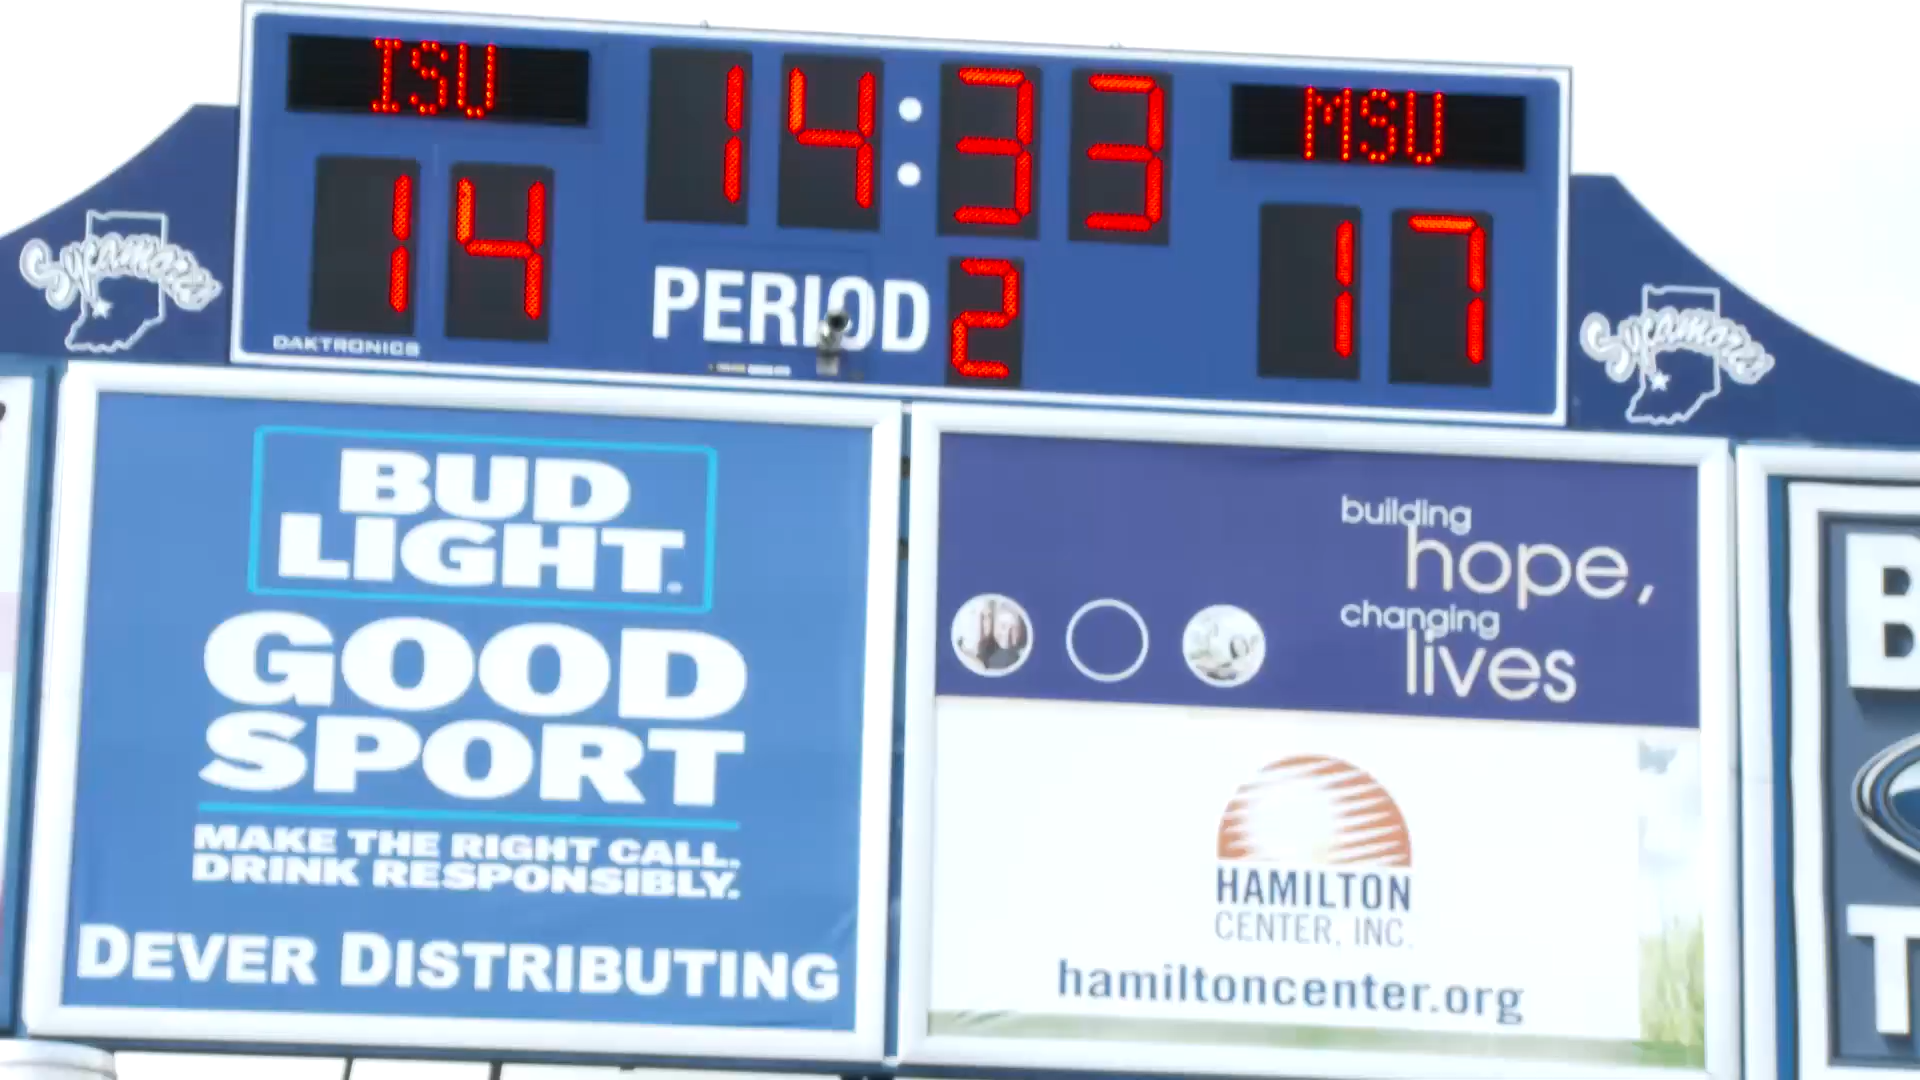 ISU 14:33 MSU
14 PERIOD 2 17
DAKTRONICS
Sycamores
Sycamores
BUD
LIGHT
GOOD
SPORT
MAKE THE RIGHT CALL.
DRINK RESPONSIBLY.
DEVER DISTRIBUTING
building
hope,
changing
lives
HAMILTON
CENTER, INC.
hamiltoncenter.org